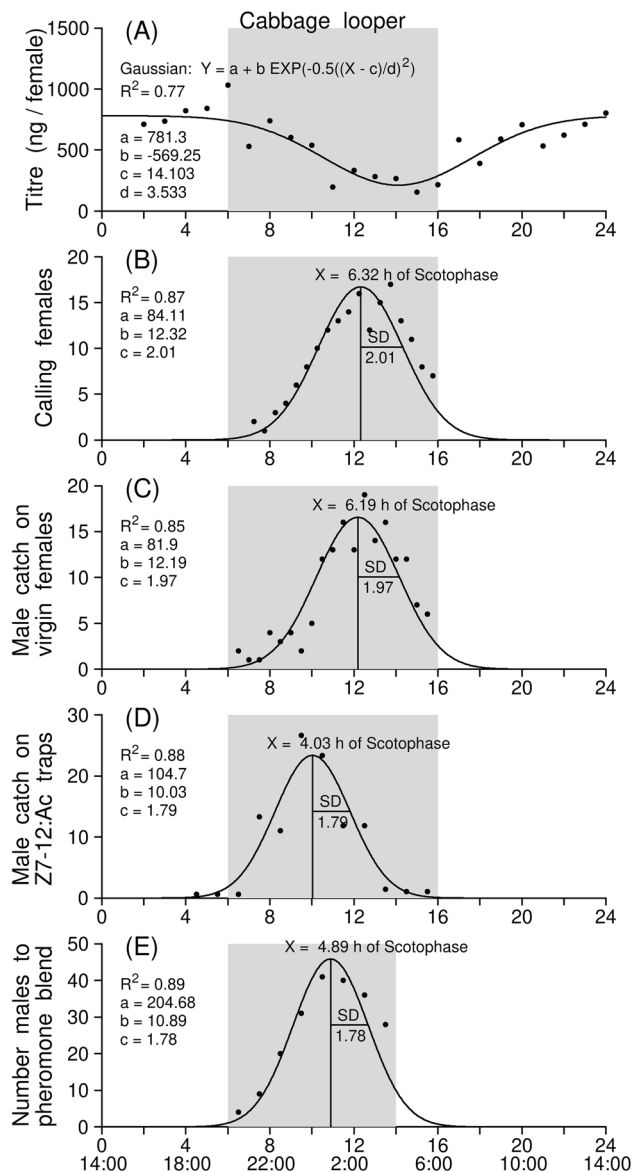 Cabbage looper
(A)
Gaussian: Y = a + b EXP(-0.5((X - c)/d)2)
R2 = 0.77
a = 781.3
b = -569.25
c = 14.103
d = 3.533
Titre (ng / female)
1500
1000
500
0
0 4 8 12 16 20 24
(B)
X = 6.32 h of Scotophase
R2 = 0.87
a = 84.11
b = 12.32
c = 2.01
SD
2.01
Calling females
20
15
10
5
0
0 4 8 12 16 20 24
(C)
X = 6.19 h of Scotophase
R2 = 0.85
a = 81.9
b = 12.19
c = 1.97
SD
1.97
Male catch on
virgin females
20
15
10
5
0
0 4 8 12 16 20 24
(D)
X = 4.03 h of Scotophase
R2 = 0.88
a = 104.7
b = 10.03
c = 1.79
SD
1.79
Male catch on
Z7-12:Ac traps
30
20
10
0
0 4 8 12 16 20 24
(E)
X = 4.89 h of Scotophase
R2 = 0.89
a = 204.68
b = 10.89
c = 1.78
SD
1.78
Number males to
pheromone blend
50
40
30
20
10
0
0 4 8 12 16 20 24
14:00 18:00 22:00 2:00 6:00 10:00 14:00